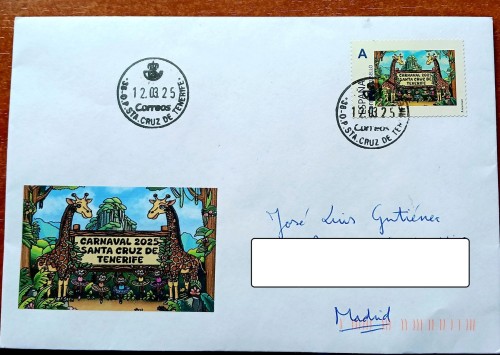 38-O.P. STA. CRUZ DE TENERIFE
12.03.25
Correos
A
ESPAÑA
CARNAVAL 2025
SANTA CRUZ DE
TENERIFE
38-O.P. STA. CRUZ DE TENERIFE
12.03.25
Correos
CARNAVAL 2025
SANTA CRUZ DE
TENERIFE
José Luis Gutiérrez
Madrid